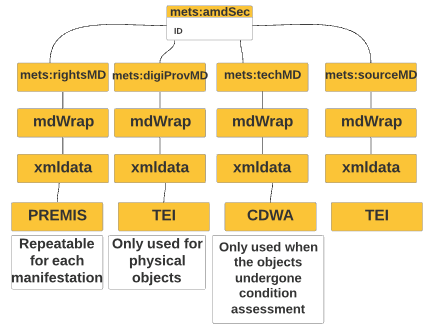 mets:amdSec
ID
mets:rightsMD mets:digiProvMD mets:techMD mets:sourceMD
mdWrap mdWrap mdWrap mdWrap
xmldata xmldata xmldata xmldata
PREMIS TEI CDWA TEI
Repeatable
for each
manifestation
Only used for
physical
objects
Only used when
the objects
undergone
condition
assessment